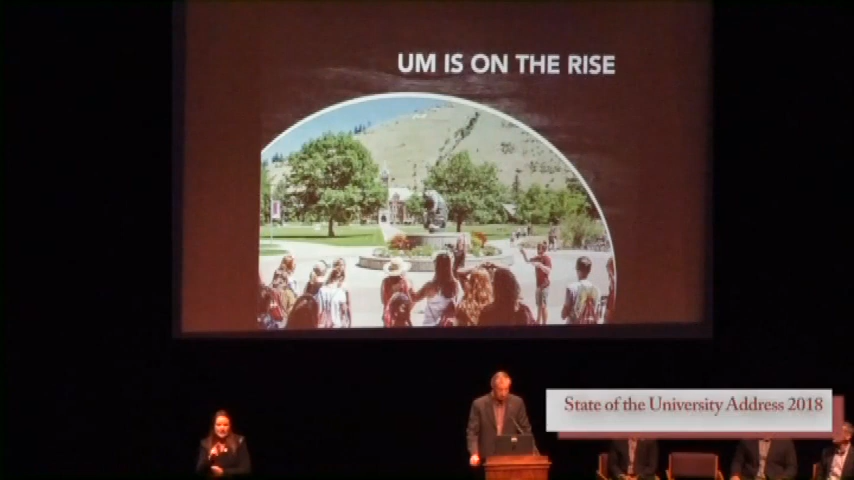 UM IS ON THE RISE
State of the University Address 2018